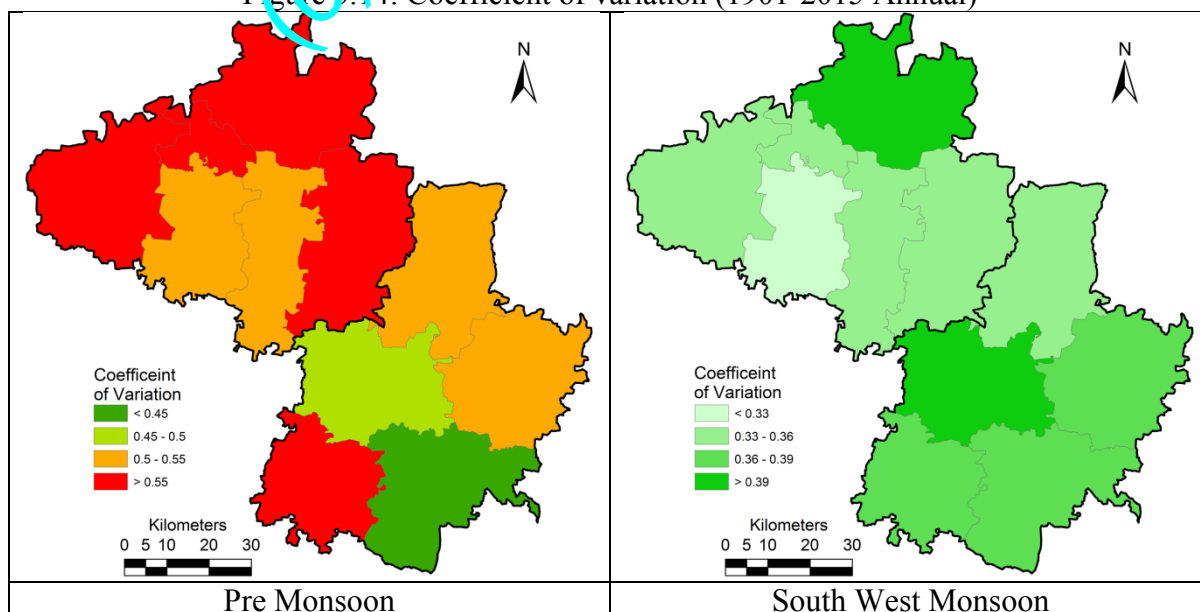 Coefficient of Variation (1901-2015 Annual)
N
Coefficeint
of Variation
< 0.45
0.45 - 0.5
0.5 - 0.55
> 0.55
Kilometers
0 5 10 20 30
Pre Monsoon
N
Coefficeint
of Variation
< 0.33
0.33 - 0.36
0.36 - 0.39
> 0.39
Kilometers
0 5 10 20 30
South West Monsoon